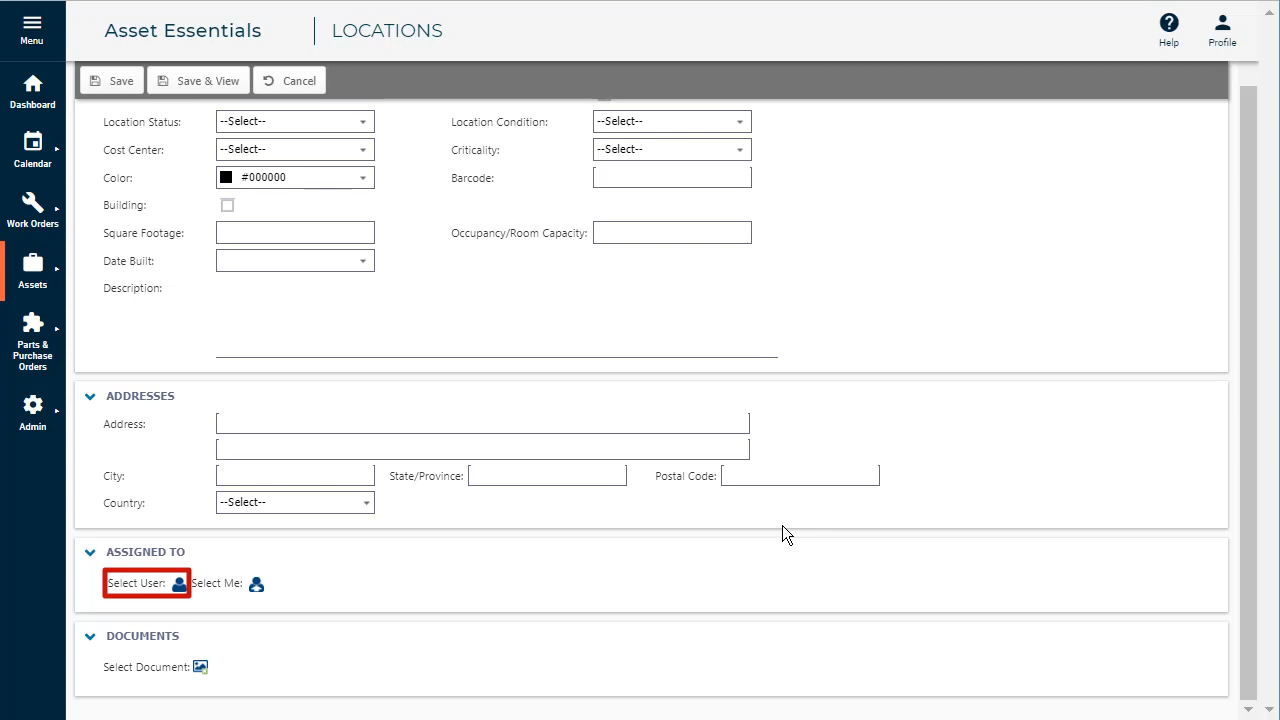 Menu
Asset Essentials
LOCATIONS
Help
Profile
Save
Save & View
Cancel
Dashboard
Calendar
Work Orders
Assets
Parts &
Purchase
Orders
Admin
Location Status: --Select-- Location Condition: --Select--
Cost Center: --Select-- Criticality: --Select--
Color: #000000 Barcode:
Building:
Square Footage: Occupancy/Room Capacity:
Date Built:
Description:
ADDRESSES
Address:
City: State/Province: Postal Code:
Country: --Select--
ASSIGNED TO
Select User: Select Me:
DOCUMENTS
Select Document: